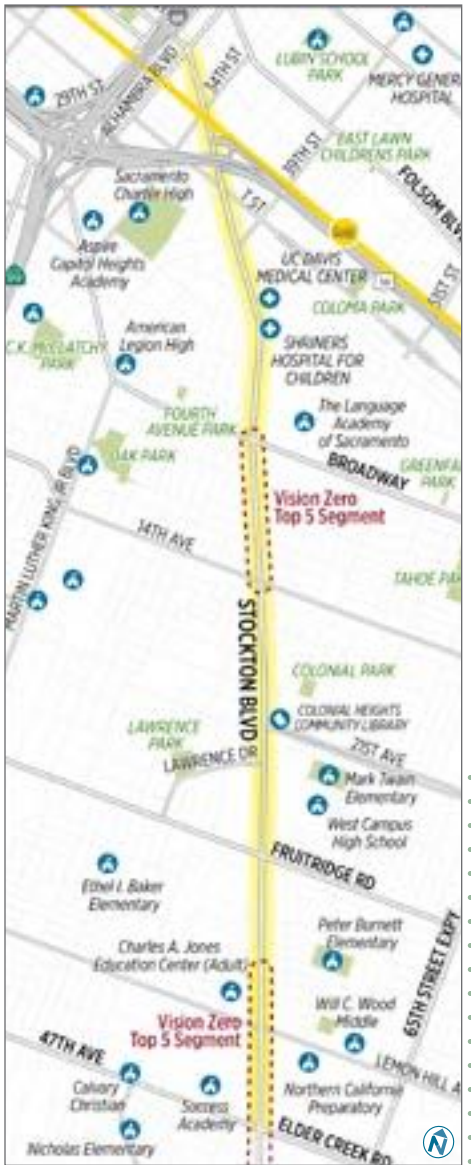 LUBIN SCHOOL
PARK
MERCY GENER
HOSPITAL
29TH ST
ALHAMBRA BLVD
34TH ST
39TH ST
EAST LAWN
CHILDRENS PARK
FOLSOM BLV
Sacramento
Charter High
T ST
51ST ST
Aspire
Capitol Heights
Academy
UC DAVIS
MEDICAL CENTER
COLOMA PARK
C.K. McCLATCHY
PARK
American
Legion High
SHRINERS
HOSPITAL FOR
CHILDREN
FOURTH
AVENUE PARK
The Language
Academy
of Sacramento
OAK PARK
BROADWAY
GREENFAI
PARK
MARTIN LUTHER KING JR BLVD
Vision Zero
Top 5 Segment
14TH AVE
TAHOE PAR
STOCKTON BLVD
COLONIAL PARK
COLONIAL HEIGHTS
COMMUNITY LIBRARY
LAWRENCE
PARK
LAWRENCE DR
21ST AVE
Mark Twain
Elementary
West Campus
High School
FRUITRIDGE RD
Ethel I. Baker
Elementary
Peter Burnett
Elementary
65TH STREET EXPY
Charles A. Jones
Education Center (Adult)
Will C. Wood
Middle
Vision Zero
Top 5 Segment
47TH AVE
LEMON HILL A
Calvary
Christian
Success
Academy
Northern California
Preparatory
Nicholas Elementary
ELDER CREEK RD
N